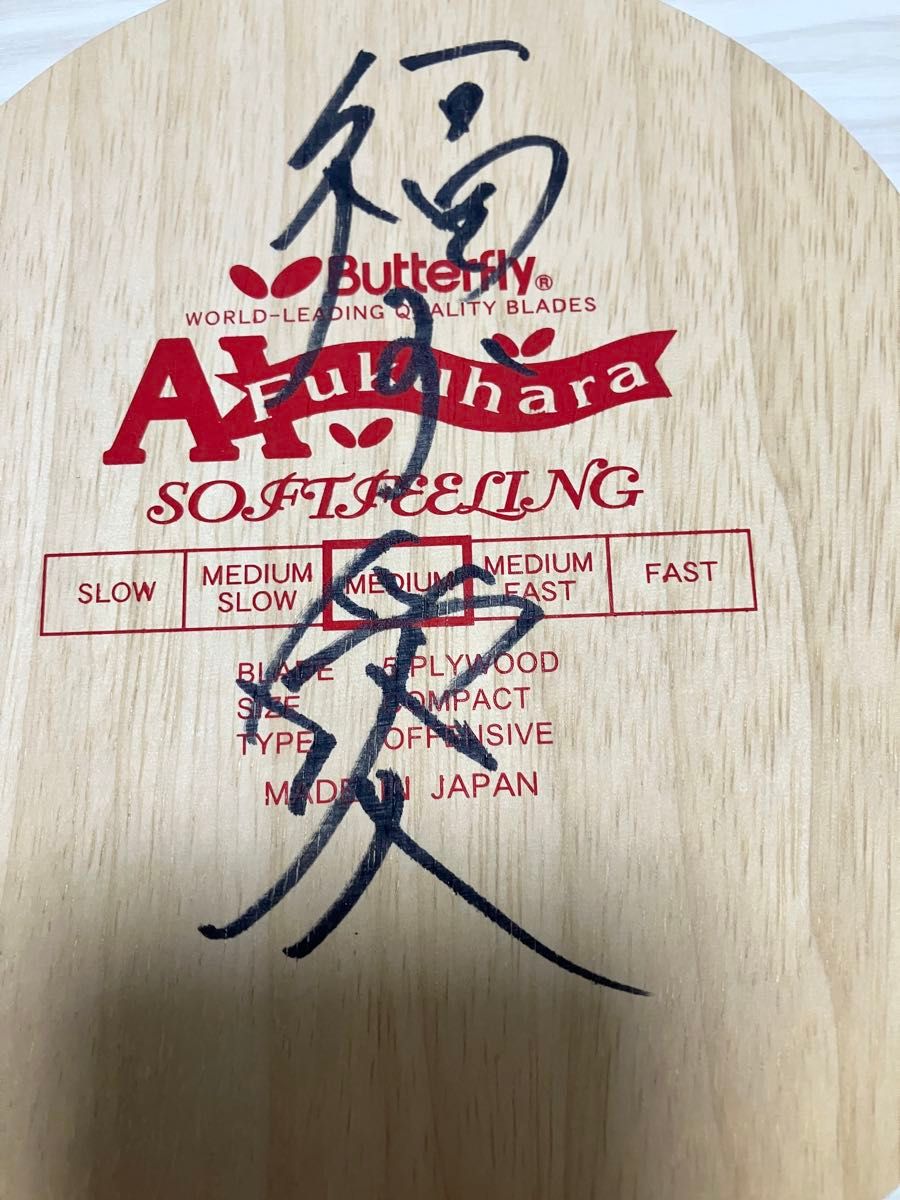 Butterfly®
WORLD-LEADING QUALITY BLADES
AI Fukuhara
SOFTFEELING
SLOW
MEDIUM SLOW
MEDIUM
MEDIUM FAST
FAST
BLADE 5-PLYWOOD
SIZE COMPACT
TYPE OFFENSIVE
MADE IN JAPAN
福原愛